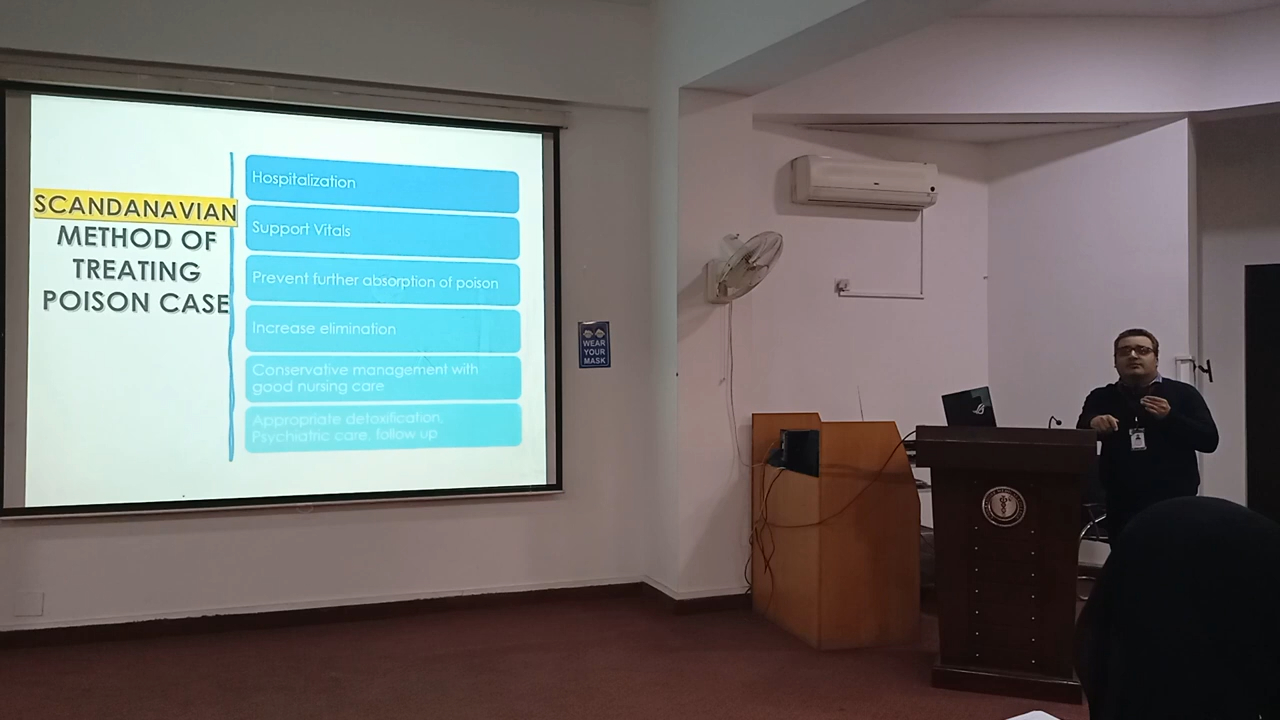 SCANDANAVIAN
METHOD OF
TREATING
POISON CASE
Hospitalization
Support Vitals
Prevent further absorption of poison
Increase elimination
Conservative management with
good nursing care
Appropriate detoxification,
Psychiatric care, follow up
WEAR
YOUR
MASK